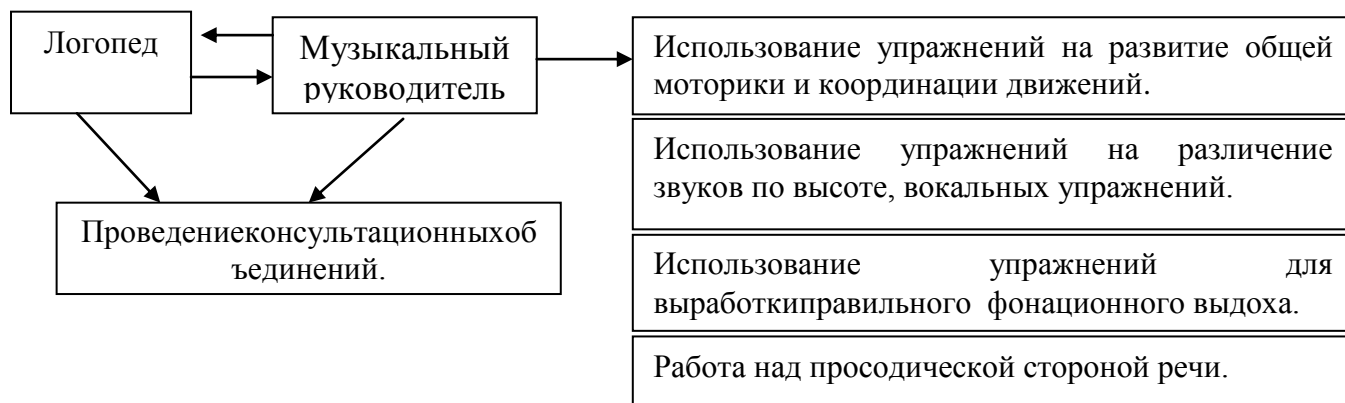 Логопед
Музыкальный
руководитель
Использование упражнений на развитие общей
моторики и координации движений.
Использование упражнений на различение
звуков по высоте, вокальных упражнений.
Проведениеконсультационныхоб
ъединений.
Использование упражнений для
выработкиправильного фонационного выдоха.
Работа над просодической стороной речи.